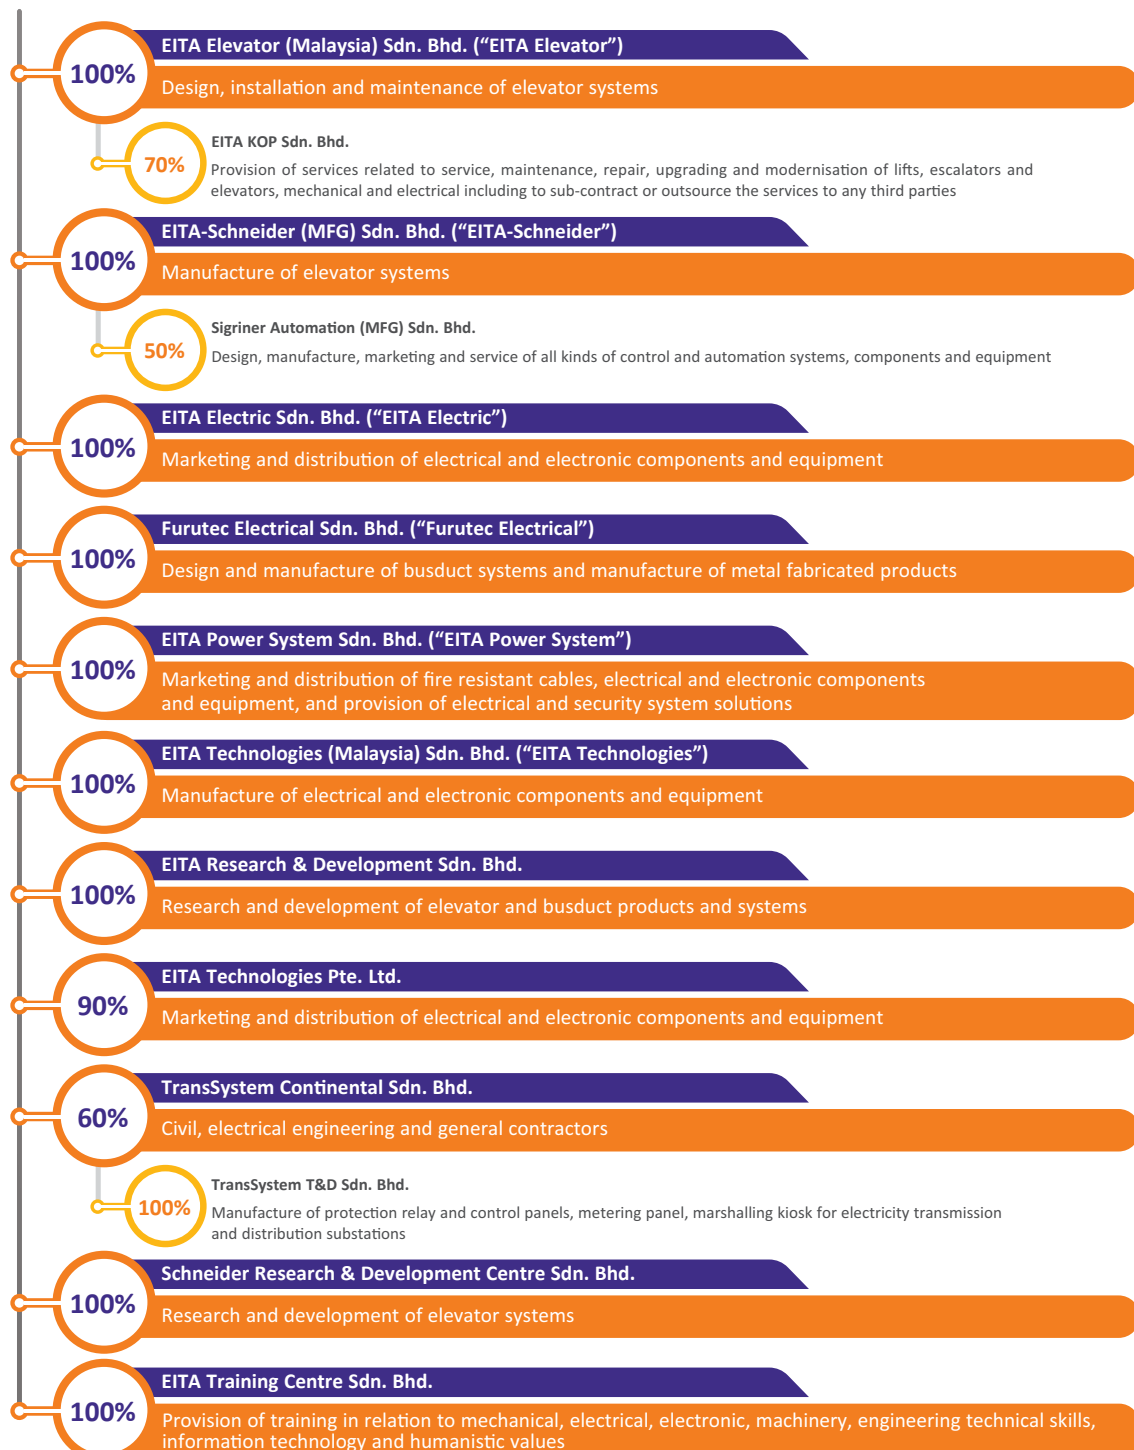 EITA Elevator (Malaysia) Sdn. Bhd. (“EITA Elevator”)
100%
Design, installation and maintenance of elevator systems
EITA KOP Sdn. Bhd.
70%
Provision of services related to service, maintenance, repair, upgrading and modernisation of lifts, escalators and
elevators, mechanical and electrical including to sub-contract or outsource the services to any third parties
EITA-Schneider (MFG) Sdn. Bhd. (“EITA-Schneider”)
100%
Manufacture of elevator systems
Sigriner Automation (MFG) Sdn. Bhd.
50%
Design, manufacture, marketing and service of all kinds of control and automation systems, components and equipment
EITA Electric Sdn. Bhd. (“EITA Electric”)
100%
Marketing and distribution of electrical and electronic components and equipment
Furutec Electrical Sdn. Bhd. (“Furutec Electrical”)
100%
Design and manufacture of busduct systems and manufacture of metal fabricated products
EITA Power System Sdn. Bhd. (“EITA Power System”)
100%
Marketing and distribution of fire resistant cables, electrical and electronic components
and equipment, and provision of electrical and security system solutions
EITA Technologies (Malaysia) Sdn. Bhd. (“EITA Technologies”)
100%
Manufacture of electrical and electronic components and equipment
EITA Research & Development Sdn. Bhd.
100%
Research and development of elevator and busduct products and systems
EITA Technologies Pte. Ltd.
90%
Marketing and distribution of electrical and electronic components and equipment
TransSystem Continental Sdn. Bhd.
60%
Civil, electrical engineering and general contractors
TransSystem T&D Sdn. Bhd.
100%
Manufacture of protection relay and control panels, metering panel, marshalling kiosk for electricity transmission
and distribution substations
Schneider Research & Development Centre Sdn. Bhd.
100%
Research and development of elevator systems
EITA Training Centre Sdn. Bhd.
100%
Provision of training in relation to mechanical, electrical, electronic, machinery, engineering technical skills,
information technology and humanistic values